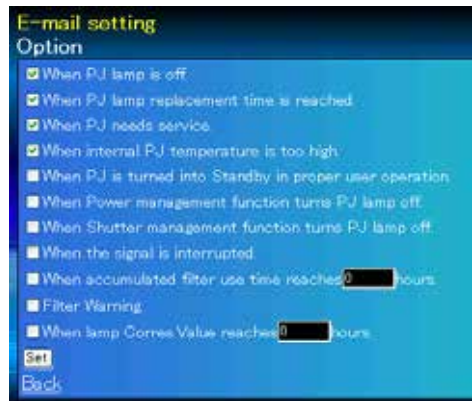 E-mail sotting
Option
When PJ lamp is off.
When PJ lamp replacement time is reached.
When PJ needs service.
When internal PJ temperature is too high.
When PJ is turned into Standby in proper user operation.
When Power management function turns PJ lamp off.
When Shutter management function turns PJ lamp off.
When the signal is interrupted.
When accumulated filter use time reaches 0 hours.
Filter Warning
When lamp Corres.Value reaches 0 hours.
Set
Back